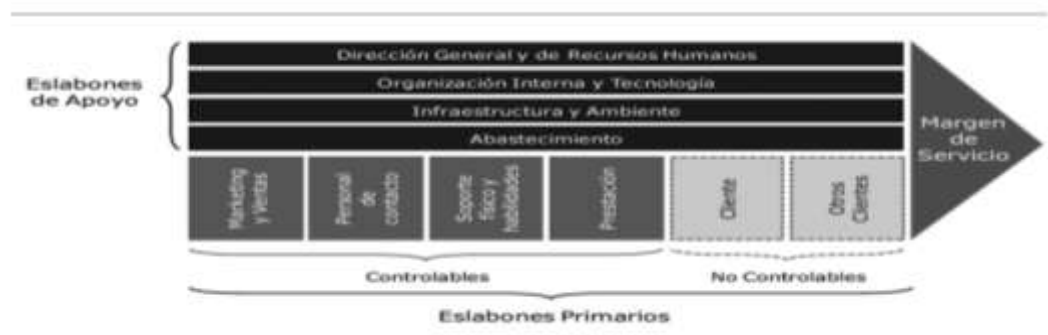 Dirección General y de Recursos Humanos
Organización Interna y Tecnología
Infraestructura y Ambiente
Abastecimiento
Eslabones
de Apoyo
Margen
de
Servicio
Marketing
y Ventas
Personal
de
contacto
Soporte
físico y
habilidades
Prestación
Cliente
Otros
Clientes
Controlables
No Controlables
Eslabones Primarios